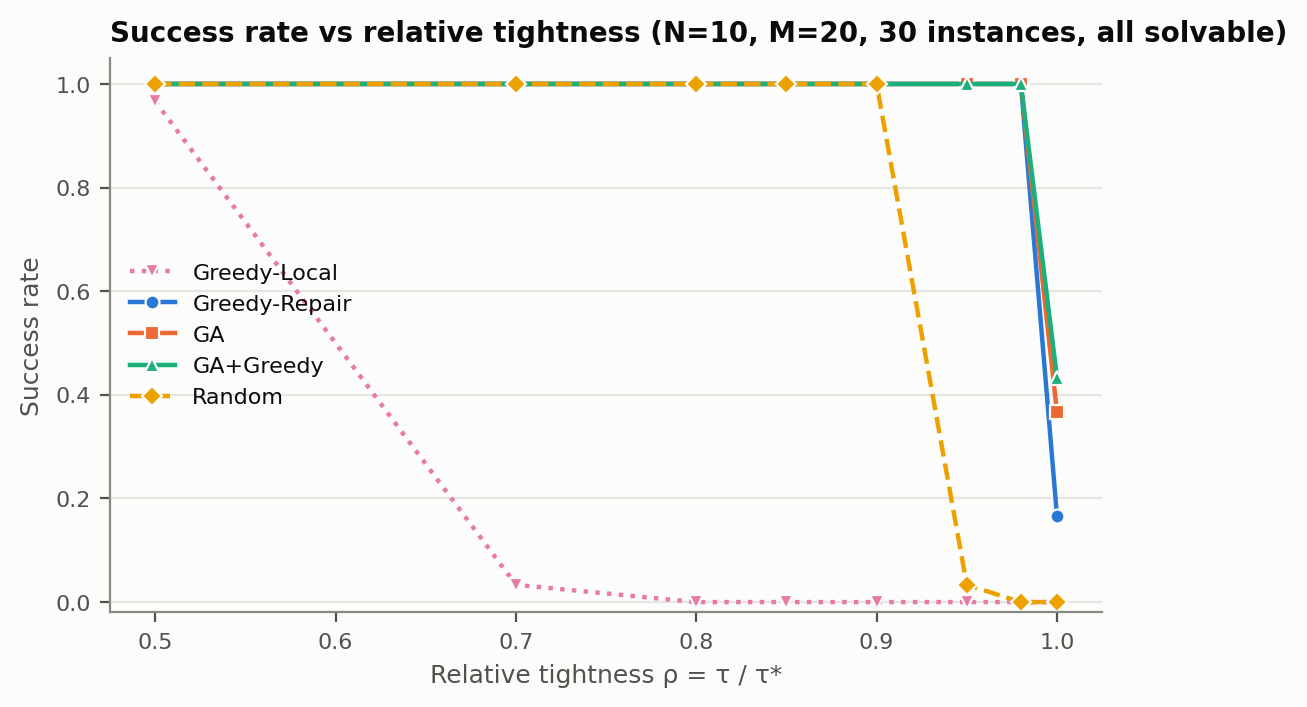 Success rate vs relative tightness (N=10, M=20, 30 instances, all solvable)
1.0
0.8
0.6
0.4
0.2
0.0
Success rate
Greedy-Local
Greedy-Repair
GA
GA+Greedy
Random
0.5 0.6 0.7 0.8 0.9 1.0
Relative tightness ρ = τ / τ*